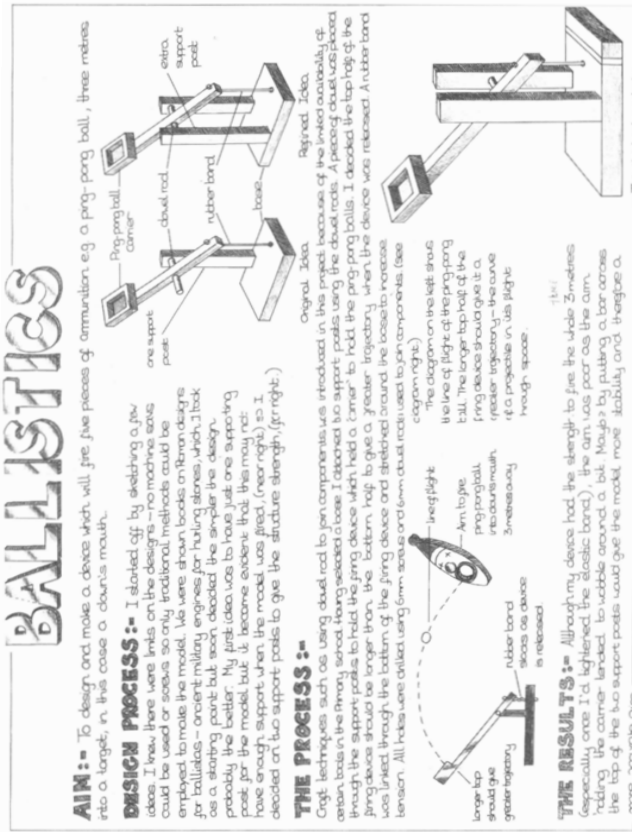 BALLISTICS
AIM:- To design and make a device which will fire five pieces of ammunition e.g a ping-pong ball, three metres
into a target, in this case a clown's mouth.
DESIGN PROCESS:- I started off by sketching a few
ideas. I knew there were limits on the designs – no machine saws
could be used or screws so only traditional methods could be
employed to make the model. We were shown books on Roman designs
for ballistas – ancient military engines for hurling stones, which I took
as a starting point but soon decided the simpler the design
probably the better. My first idea was to have just one supporting
post for the model but it became evident that this may not
have enough support when the model was fired, (near right) so I
decided on two support posts to give the structure strength, (far right.)
Ping-pong ball
carrier
one support
post
dowel rod
rubber band
base
extra
support
post
Original Idea
Refined Idea
THE PROCESS:-
Craft techniques such as using dowel rod to join components was introduced in this project because of the limited availability of
certain tools in the Primary school. Having selected a base I attached two support posts using the dowel rods. A piece of dowel was placed
through the support posts to hold the firing device which held a carrier to hold the ping-pong balls. I decided the top half of the
firing device should be longer than the bottom half to give a greater trajectory when the device was released. A rubber band
was linked through the bottom of the firing device and stretched around the base to increase
tension. All holes were drilled using 6mm screws and 6mm dowel rods used to join components. (see
diagram right)
The diagram on the left shows
the line of flight of the ping-pong
ball. The longer top half of the
firing device should give it a
greater trajectory – the curve
of a projectile in its flight
through space.
longer top
should give
greater trajectory
line of flight
Aim to fire
ping-pong ball
into clown's mouth
3 metres away
rubber band
slacks as device
is released
THE RESULTS:- Although my device had the strength to fire the whole 3 metres
(especially once I'd tightened the elastic band), the aim was poor as the arm
holding the carrier tended to wobble around a bit. Maybe by putting a bar across
the top of the two support posts would give the model more stability and therefore a